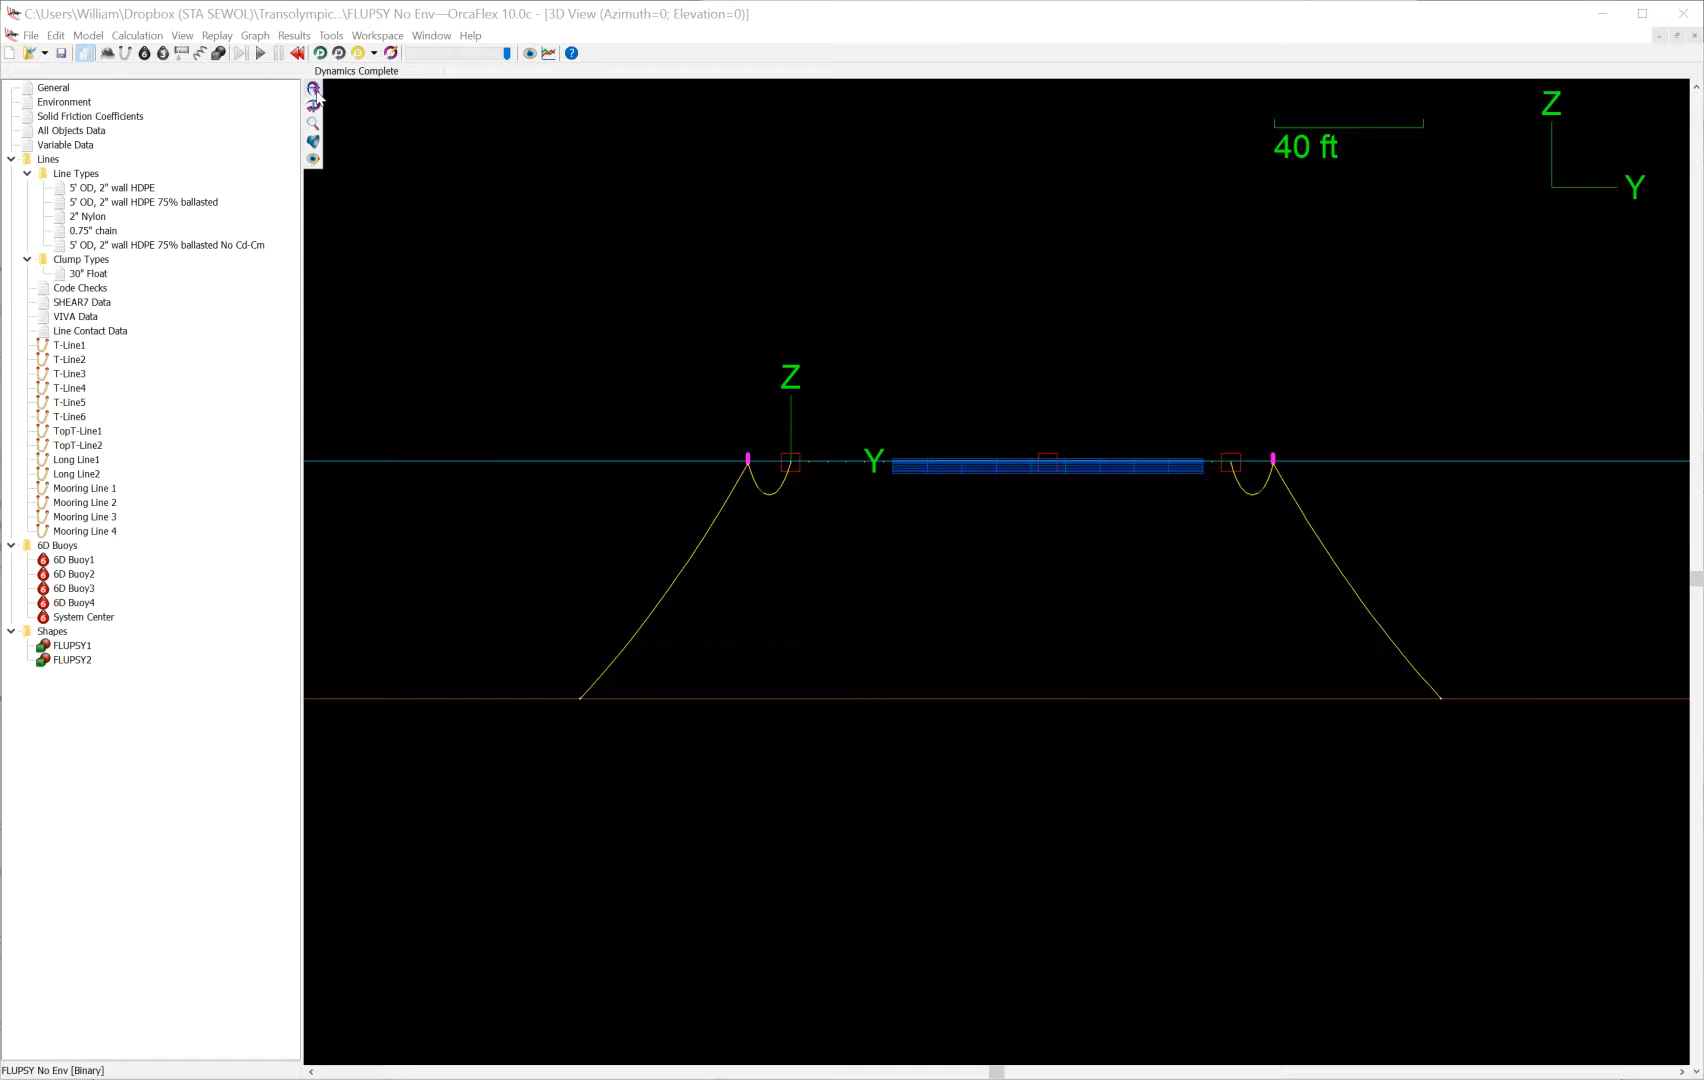 C:\Users\William\Dropbox (STA SEWOL)\Transolympic...\FLUPSY No Env—OrcaFlex 10.0c - [3D View (Azimuth=0; Elevation=0)]
File Edit Model Calculation View Replay Graph Results Tools Workspace Window Help
Dynamics Complete
General
Environment
Solid Friction Coefficients
All Objects Data
Variable Data
Lines
Line Types
5' OD, 2" wall HDPE
5' OD, 2" wall HDPE 75% ballasted
2" Nylon
0.75" chain
5' OD, 2" wall HDPE 75% ballasted No Cd-Cm
Clump Types
30" Float
Code Checks
SHEAR7 Data
VIVA Data
Line Contact Data
T-Line1
T-Line2
T-Line3
T-Line4
T-Line5
T-Line6
TopT-Line1
TopT-Line2
Long Line1
Long Line2
Mooring Line 1
Mooring Line 2
Mooring Line 3
Mooring Line 4
6D Buoys
6D Buoy1
6D Buoy2
6D Buoy3
6D Buoy4
System Center
Shapes
FLUPSY1
FLUPSY2
Z
40 ft
Y
Z
Y
FLUPSY No Env [Binary]